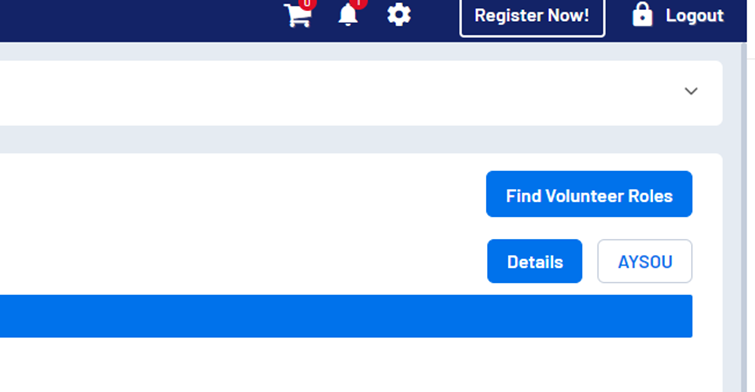 0 1
Register Now! Logout
Find Volunteer Roles
Details AYSOU